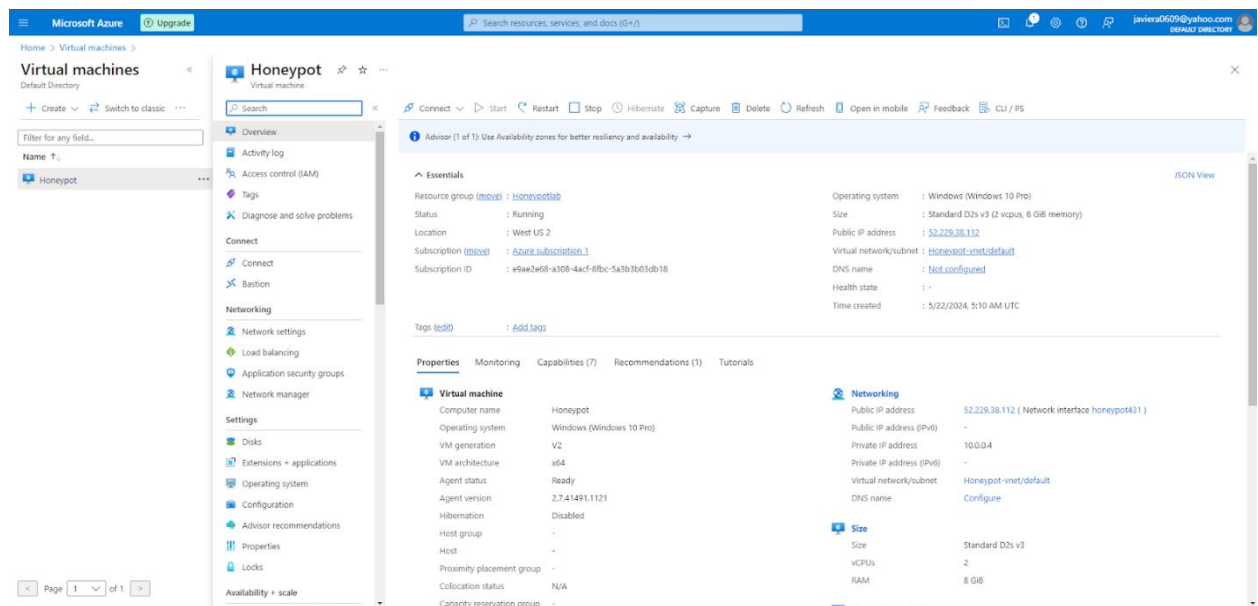 Microsoft Azure
Upgrade
Search resources, services, and docs (G+/)
1
javiera0609@yahoo.com
DEFAULT DIRECTORY
Home > Virtual machines >
Virtual machines
Default Directory
+ Create
Switch to classic
Filter for any field...
Name ↑
Honeypot
Page 1 of 1
Honeypot
Virtual machine
Search
Overview
Activity log
Access control (IAM)
Tags
Diagnose and solve problems
Connect
Connect
Bastion
Networking
Network settings
Load balancing
Application security groups
Network manager
Settings
Disks
Extensions + applications
Operating system
Configuration
Advisor recommendations
Properties
Locks
Availability + scale
Connect Start Restart Stop Hibernate Capture Delete Refresh Open in mobile Feedback CLI / PS
Advisor (1 of 1): Use Availability zones for better resiliency and availability →
Essentials
JSON View
Resource group (move) : Honeypotlab
Status : Running
Location : West US 2
Subscription (move) : Azure subscription 1
Subscription ID : e9ae2e68-a308-4acf-8fbc-5a3b3b03db18
Operating system : Windows (Windows 10 Pro)
Size : Standard D2s v3 (2 vcpus, 8 GiB memory)
Public IP address : 52.229.38.112
Virtual network/subnet : Honeypot-vnet/default
DNS name : Not configured
Health state : -
Time created : 5/22/2024, 5:10 AM UTC
Tags (edit) : Add tags
Properties Monitoring Capabilities (7) Recommendations (1) Tutorials
Virtual machine
Computer name Honeypot
Operating system Windows (Windows 10 Pro)
VM generation V2
VM architecture x64
Agent status Ready
Agent version 2.7.41491.1121
Hibernation Disabled
Host group -
Host -
Proximity placement group -
Colocation status N/A
Capacity reservation group -
Networking
Public IP address 52.229.38.112 ( Network interface honeypot431 )
Public IP address (IPv6) -
Private IP address 10.0.0.4
Private IP address (IPv6) -
Virtual network/subnet Honeypot-vnet/default
DNS name Configure
Size
Size Standard D2s v3
vCPUs 2
RAM 8 GiB